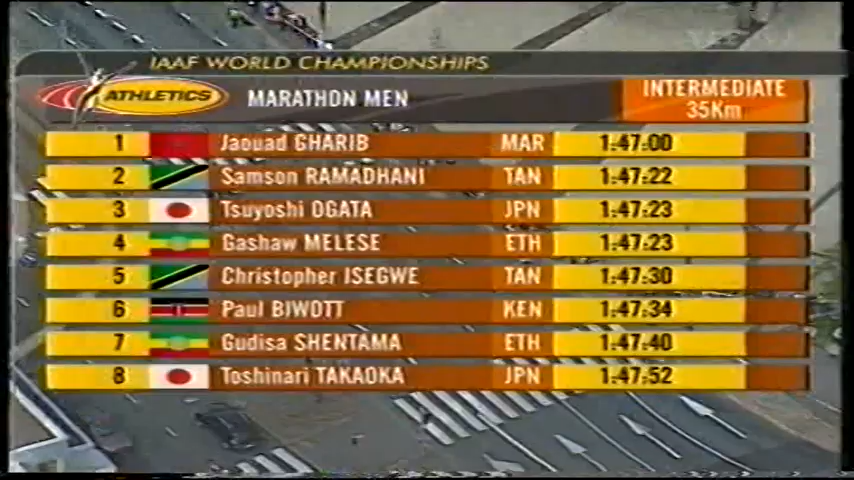 IAAF WORLD CHAMPIONSHIPS
ATHLETICS MARATHON MEN INTERMEDIATE 35Km
1 Jaouad GHARIB MAR 1:47:00
2 Samson RAMADHANI TAN 1:47:22
3 Tsuyoshi OGATA JPN 1:47:23
4 Gashaw MELESE ETH 1:47:23
5 Christopher ISEGWE TAN 1:47:30
6 Paul BIWOTT KEN 1:47:34
7 Gudisa SHENTAMA ETH 1:47:40
8 Toshinari TAKAOKA JPN 1:47:52